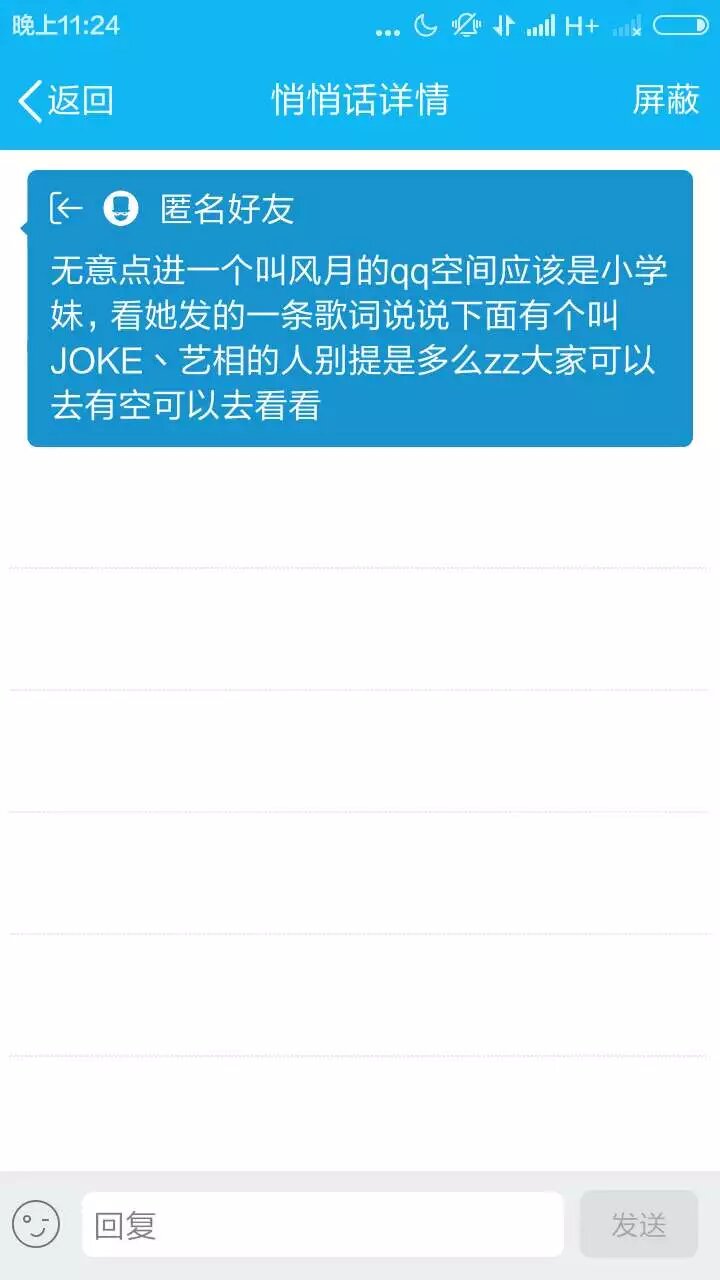 晚上11:24
H+
返回
悄悄话详情
屏蔽
匿名好友
无意点进一个叫风月的qq空间应该是小学
妹，看她发的一条歌词说说下面有个叫
JOKE丶艺相的人别提是多么zz大家可以
去有空可以去看看
回复
发送